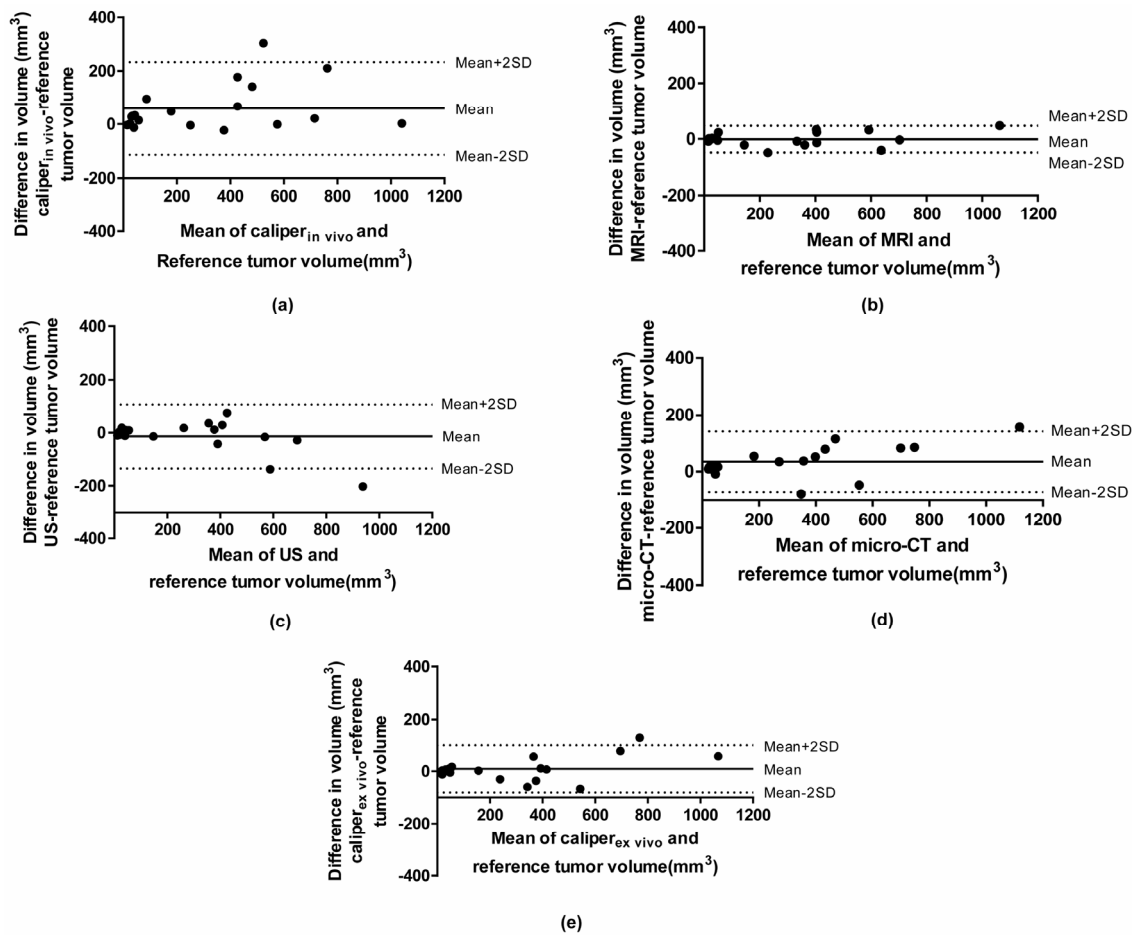 Difference in volume (mm3)
caliperin vivo-reference
tumor volume
400
200
0
-200
-400
Mean+2SD
Mean
Mean-2SD
200 400 600 800 1000 1200
Mean of caliperin vivo and
Reference tumor volume(mm3)
(a)
Difference in volume (mm3)
MRI-reference tumor volume
400
200
0
-200
-400
Mean+2SD
Mean
Mean-2SD
200 400 600 800 1000 1200
Mean of MRI and
reference tumor volume(mm3)
(b)
Difference in volume (mm3)
US-reference tumor volume
400
200
0
-200
-400
Mean+2SD
Mean
Mean-2SD
200 400 600 800 1000 1200
Mean of US and
reference tumor volume(mm3)
(c)
Difference in volume (mm3)
micro-CT-reference tumor volume
400
200
0
-200
-400
Mean+2SD
Mean
Mean-2SD
200 400 600 800 1000 1200
Mean of micro-CT and
referemce tumor volume(mm3)
(d)
Difference in volume (mm3)
caliperex vivo-reference
tumor volume
400
200
0
-200
-400
Mean+2SD
Mean
Mean-2SD
200 400 600 800 1000 1200
Mean of caliperex vivo and
reference tumor volume(mm3)
(e)